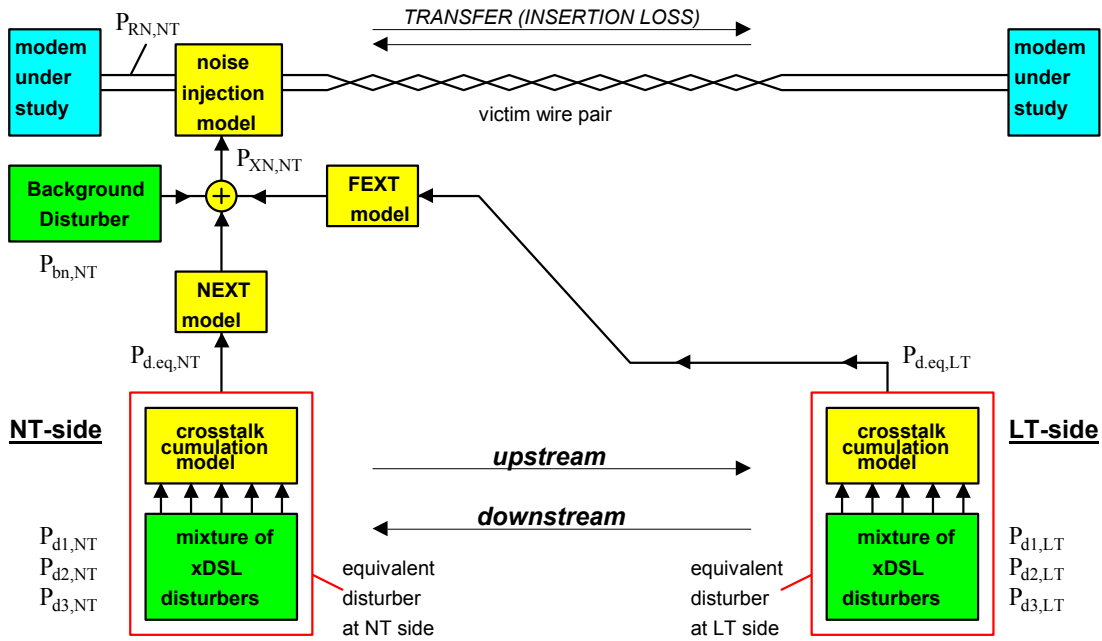 TRANSFER (INSERTION LOSS)
P_RN,NT
modem
under
study
noise
injection
model
modem
under
study
victim wire pair
P_XN,NT
Background
Disturber
+
FEXT
model
P_bn,NT
NEXT
model
P_d.eq,NT
P_d.eq,LT
NT-side
crosstalk
cumulation
model
upstream
crosstalk
cumulation
model
LT-side
downstream
P_d1,NT
P_d2,NT
P_d3,NT
mixture of
xDSL
disturbers
equivalent
disturber
at NT side
equivalent
disturber
at LT side
mixture of
xDSL
disturbers
P_d1,LT
P_d2,LT
P_d3,LT